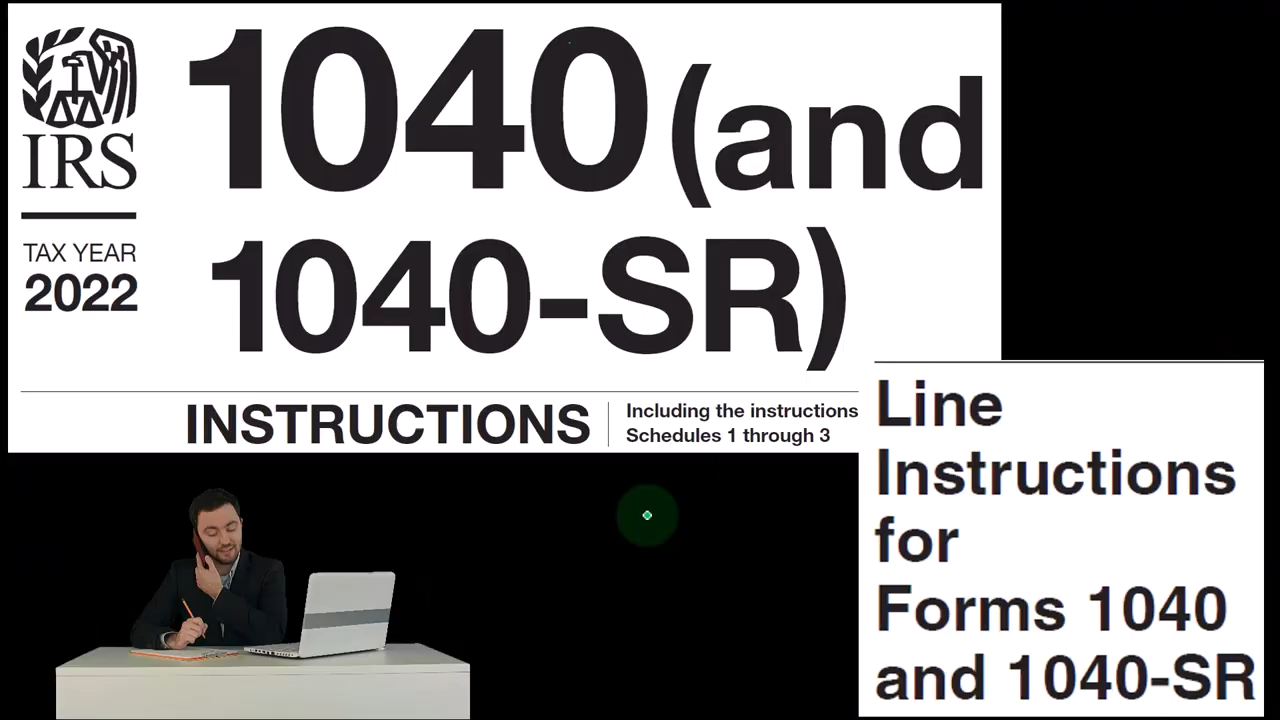 IRS
TAX YEAR
2022
1040 (and
1040-SR)
INSTRUCTIONS
Including the instructions
Schedules 1 through 3
Line
Instructions
for
Forms 1040
and 1040-SR